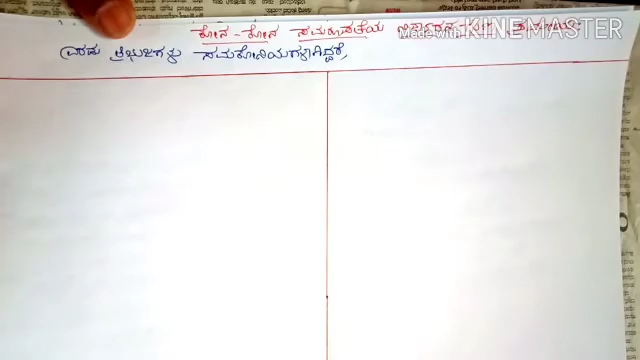 ಕೋನ - ಕೋನ ಸಮರೂಪತೆಯ
Made with KINEMASTER
ಎರಡು ತ್ರಿಭುಜಗಳು ಸಮಕೋನಿಯಗಳಾಗಿದ್ದರೆ,